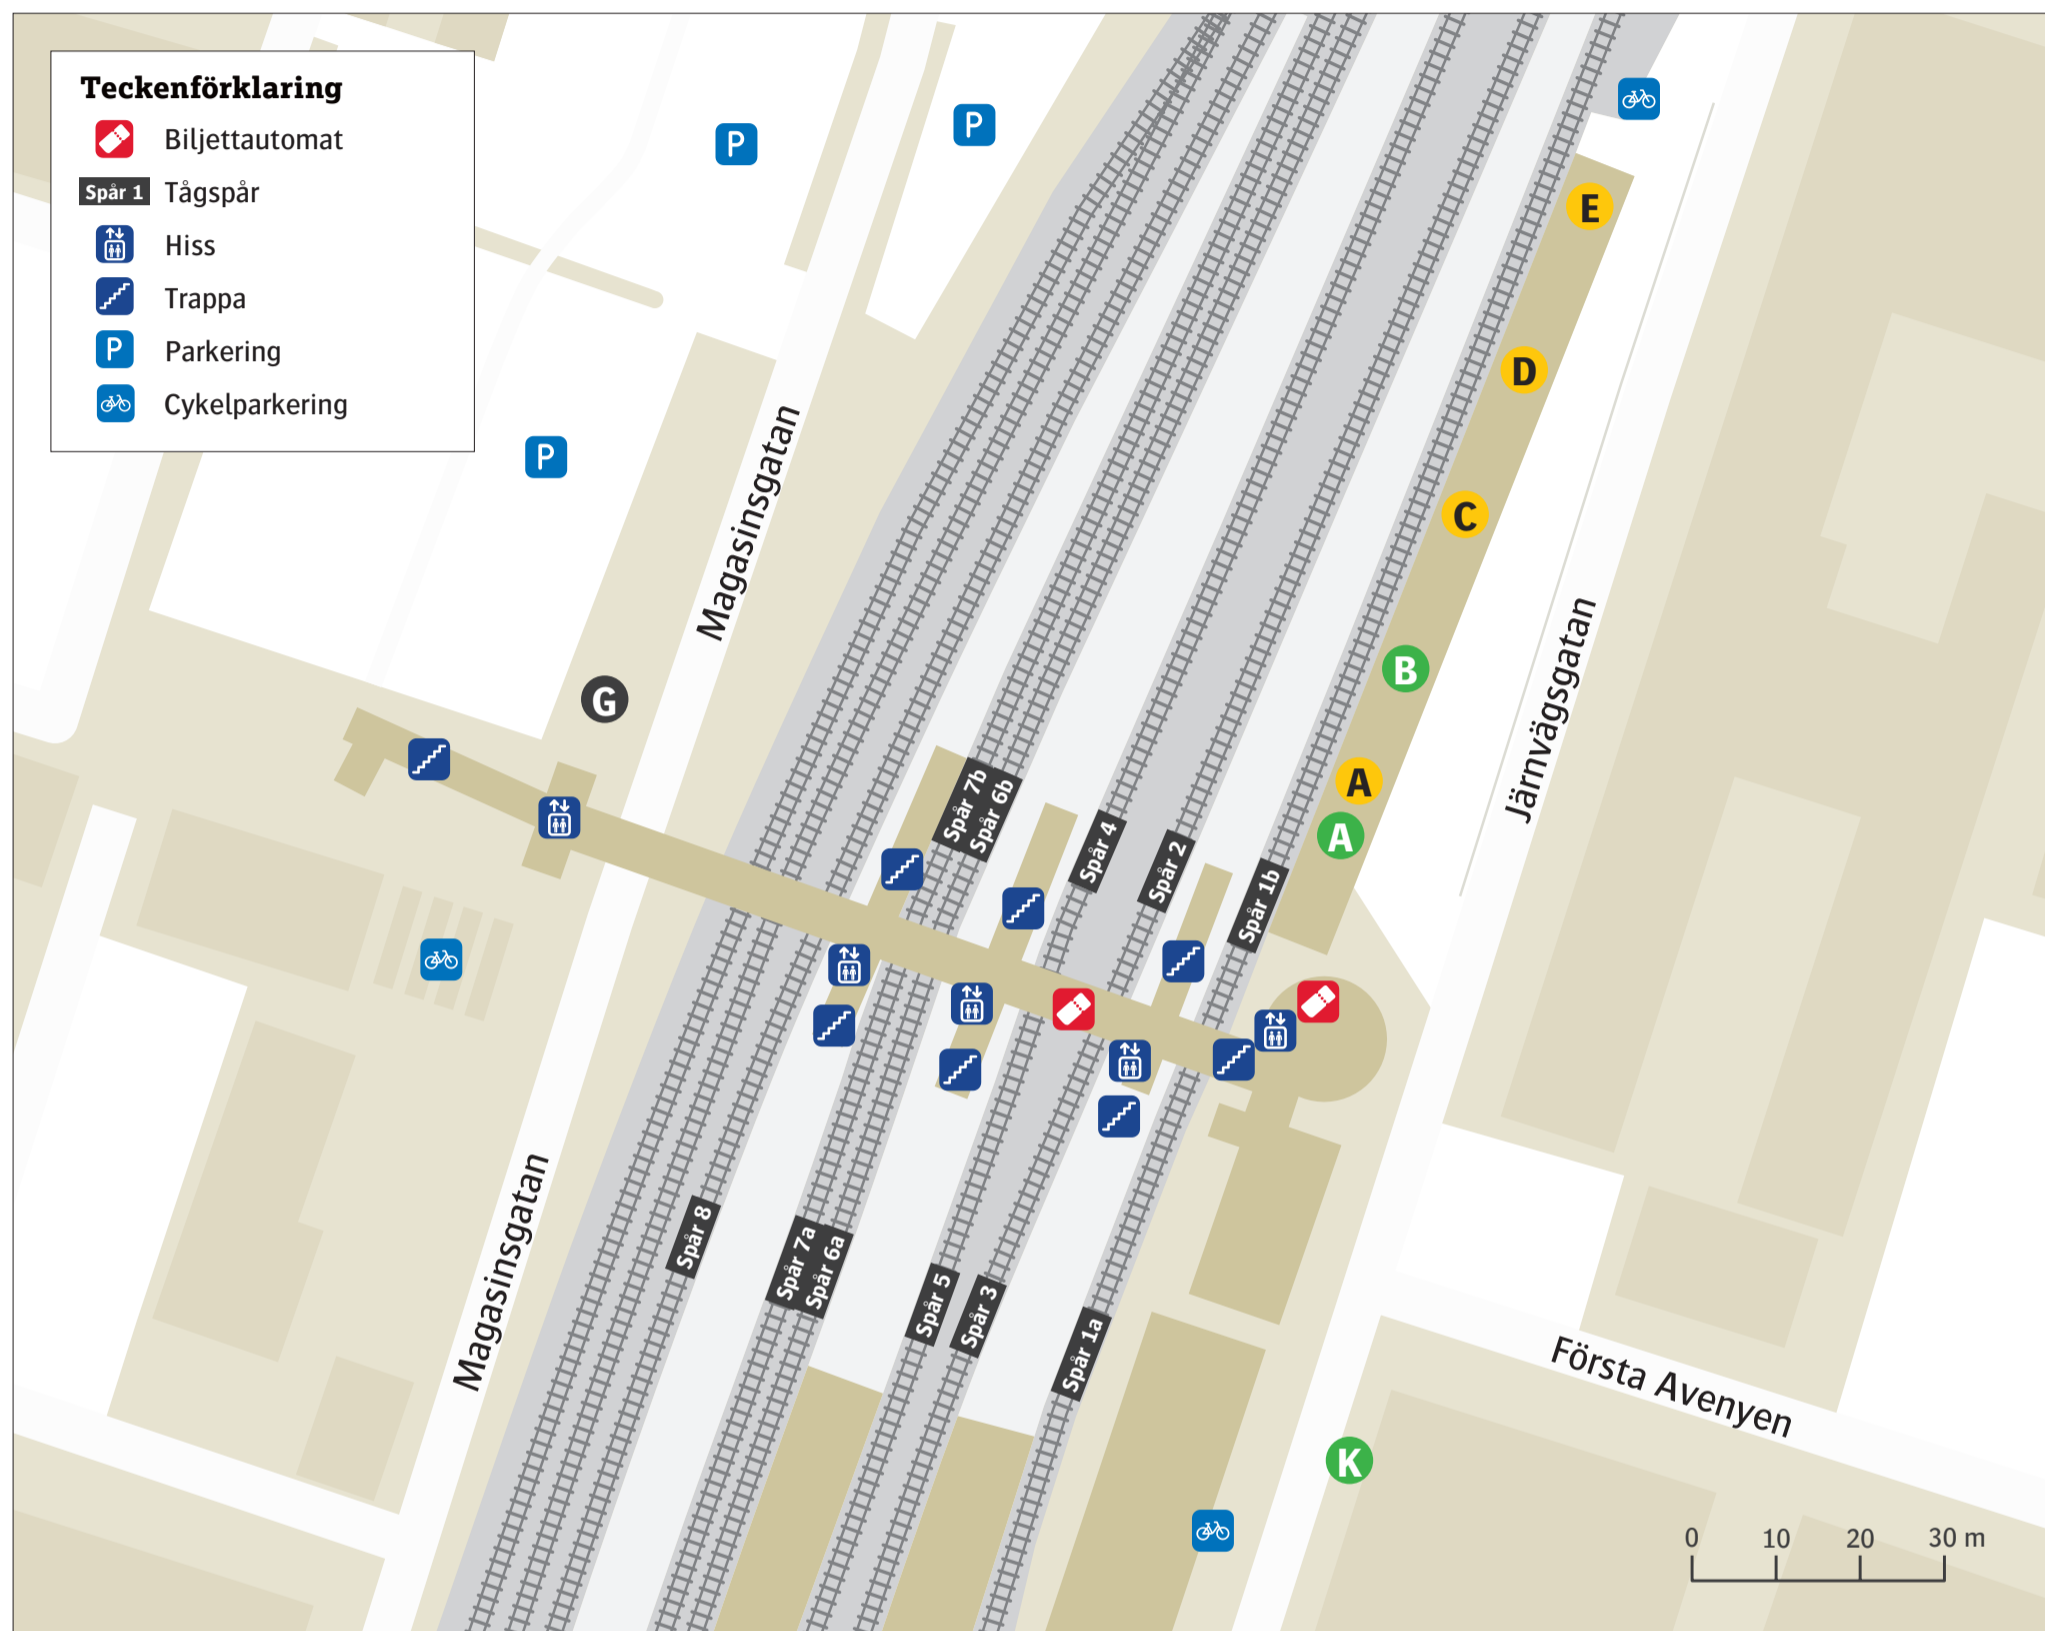 Teckenförklaring
Biljettautomat
Spår 1 Tågspår
Hiss
Trappa
P Parkering
Cykelparkering
P
P
P
E
D
C
B
A
A
G
K
Magasinsgatan
Magasinsgatan
Järnvägsgatan
Första Avenyen
Spår 7b
Spår 6b
Spår 4
Spår 2
Spår 1b
Spår 8
Spår 7a
Spår 6a
Spår 5
Spår 3
Spår 1a
0 10 20 30 m